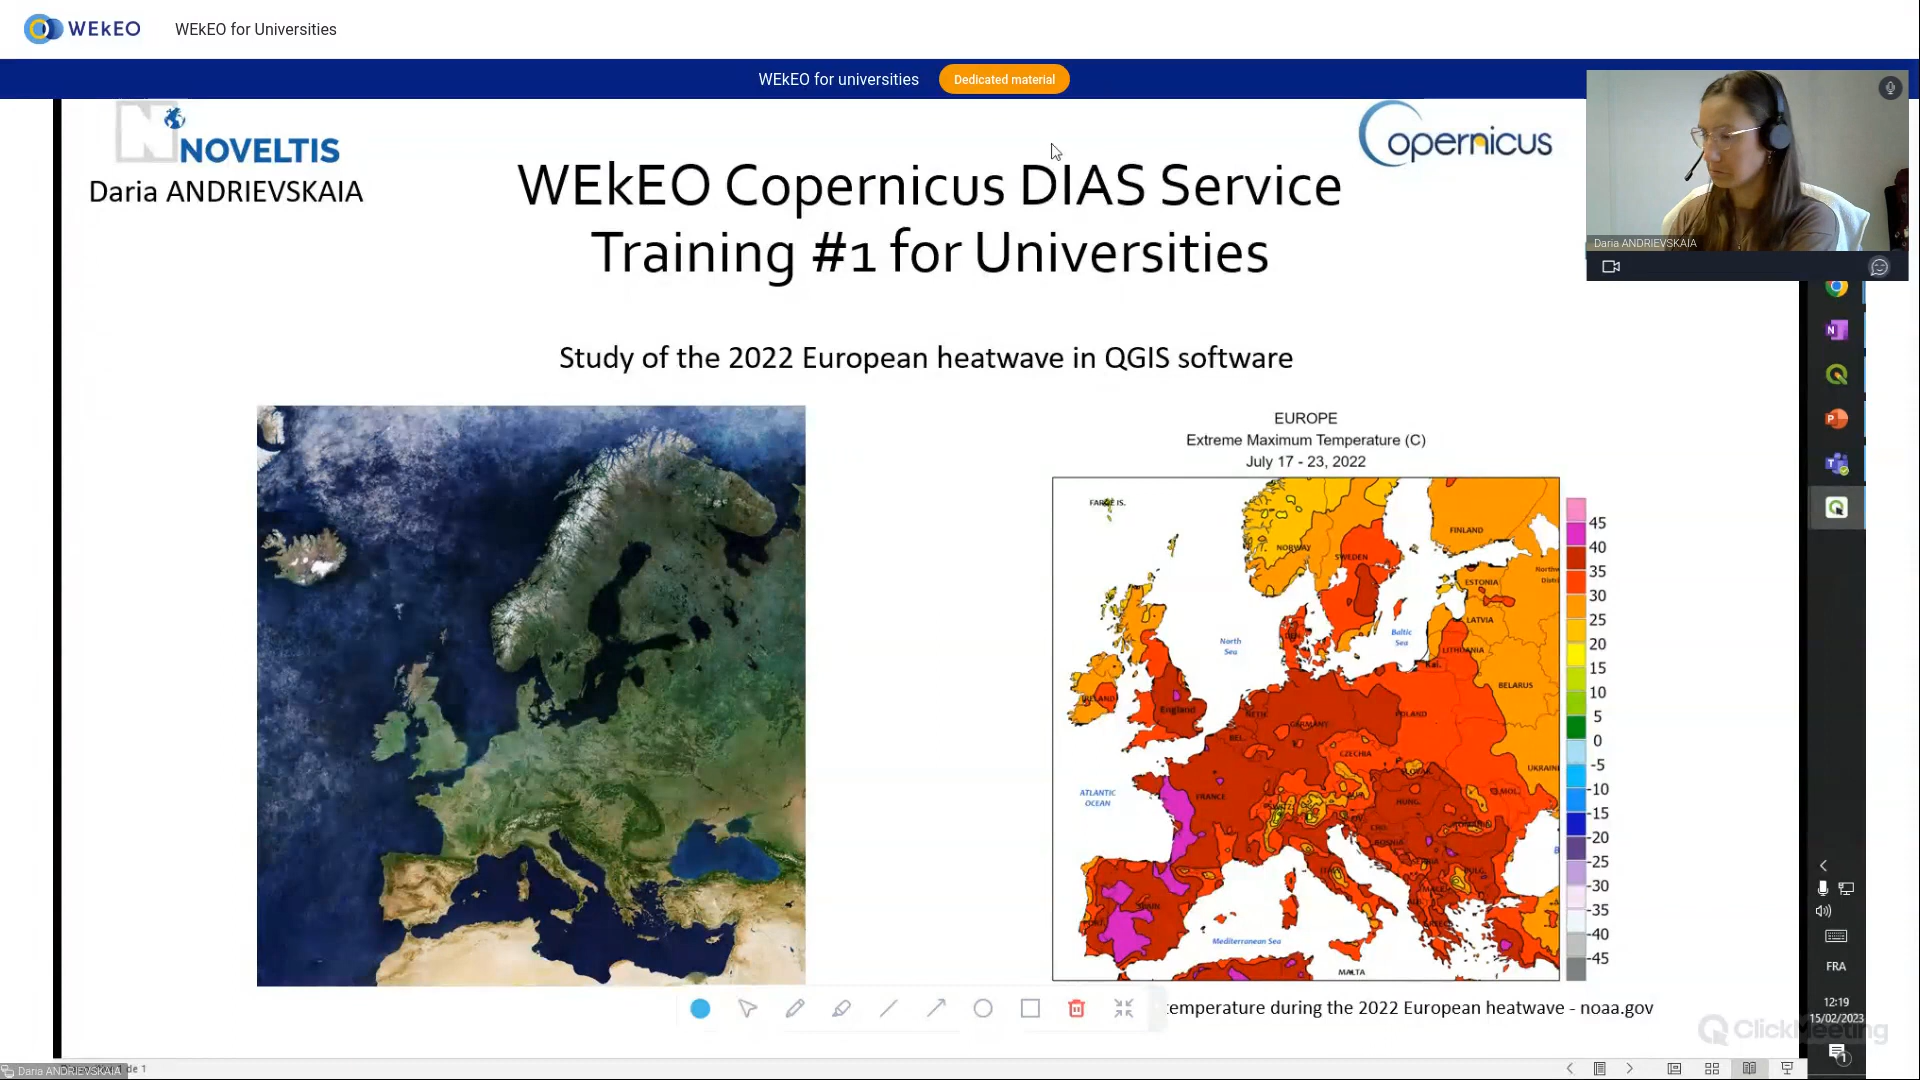 WEkEO
WEkEO for Universities
WEkEO for universities
Dedicated material
NOVELTIS
Daria ANDRIEVSKAIA
opernicus
WEkEO Copernicus DIAS Service
Training #1 for Universities
Daria ANDRIEVSKAIA
Study of the 2022 European heatwave in QGIS software
EUROPE
Extreme Maximum Temperature (C)
July 17 - 23, 2022
FINLAND
NORWAY
SWEDEN
ESTONIA
LATVIA
LITHUANIA
Kal.
BELARUS
North
Sea
Baltic
Sea
IRELAND
England
DEN.
NETH.
GERMANY
POLAND
BEL.
CZECHIA
UKRAIN
ATLANTIC
OCEAN
FRANCE
HUNG.
MOL.
SPAIN
Mediterranean Sea
MALTA
45
40
35
30
25
20
15
10
5
0
-5
-10
-15
-20
-25
-30
-35
-40
-45
temperature during the 2022 European heatwave - noaa.gov
FRA
12:19
15/02/2023
ClickMeeting
Daria ANDRIEVSKAIA
de 1